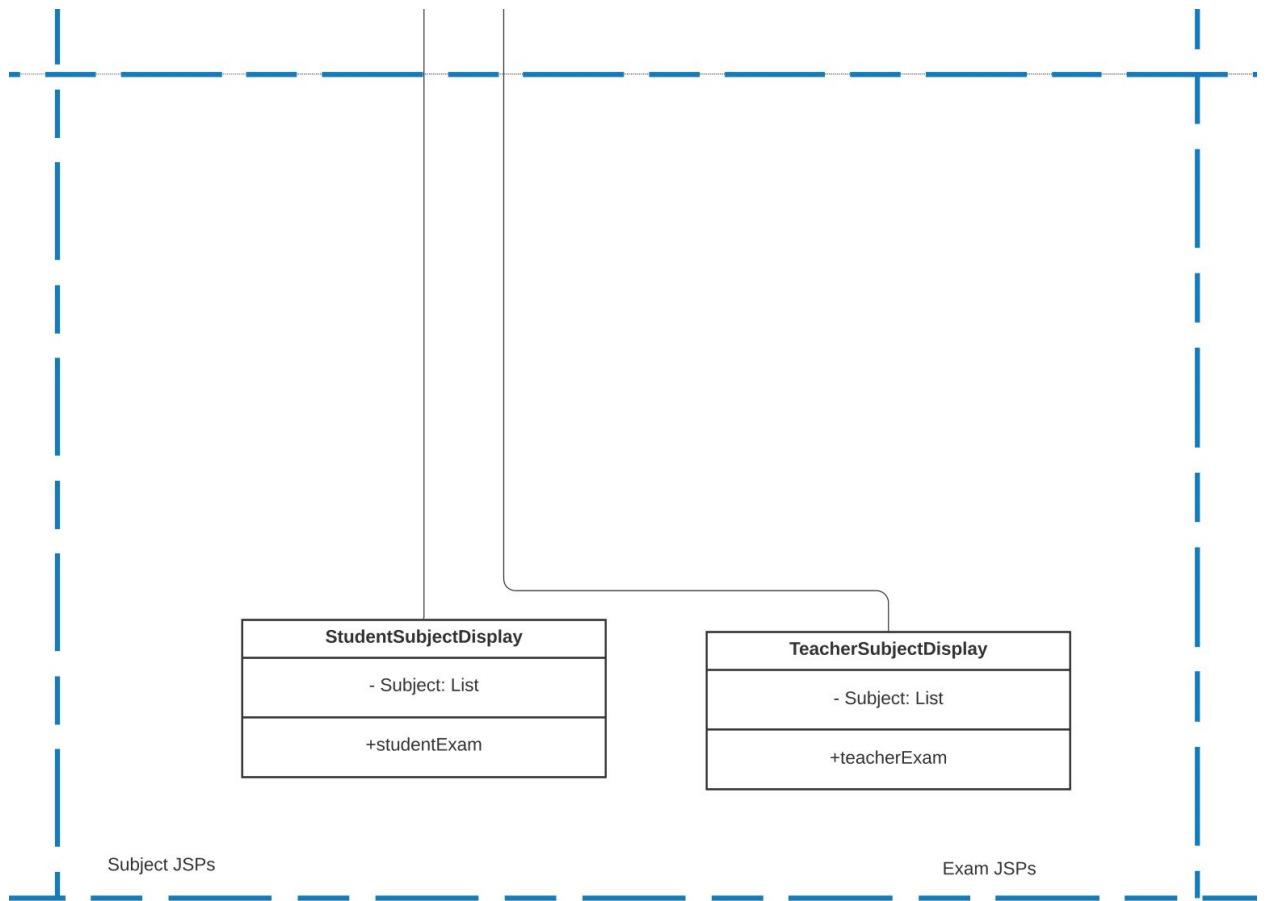 StudentSubjectDisplay
- Subject: List
+studentExam
TeacherSubjectDisplay
- Subject: List
+teacherExam
Subject JSPs
Exam JSPs